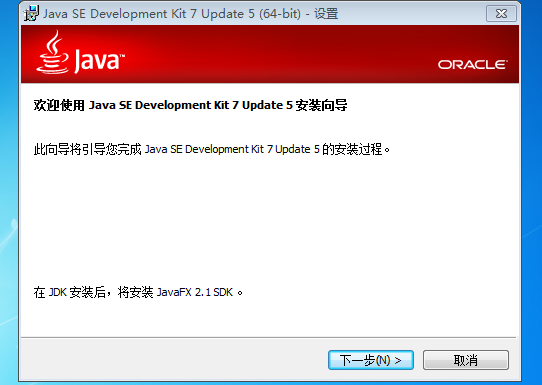 Java SE Development Kit 7 Update 5 (64-bit) - 设置
Java™
ORACLE®
欢迎使用 Java SE Development Kit 7 Update 5 安装向导
此向导将引导您完成 Java SE Development Kit 7 Update 5 的安装过程。
在 JDK 安装后，将安装 JavaFX 2.1 SDK 。
下一步(N) >
取消